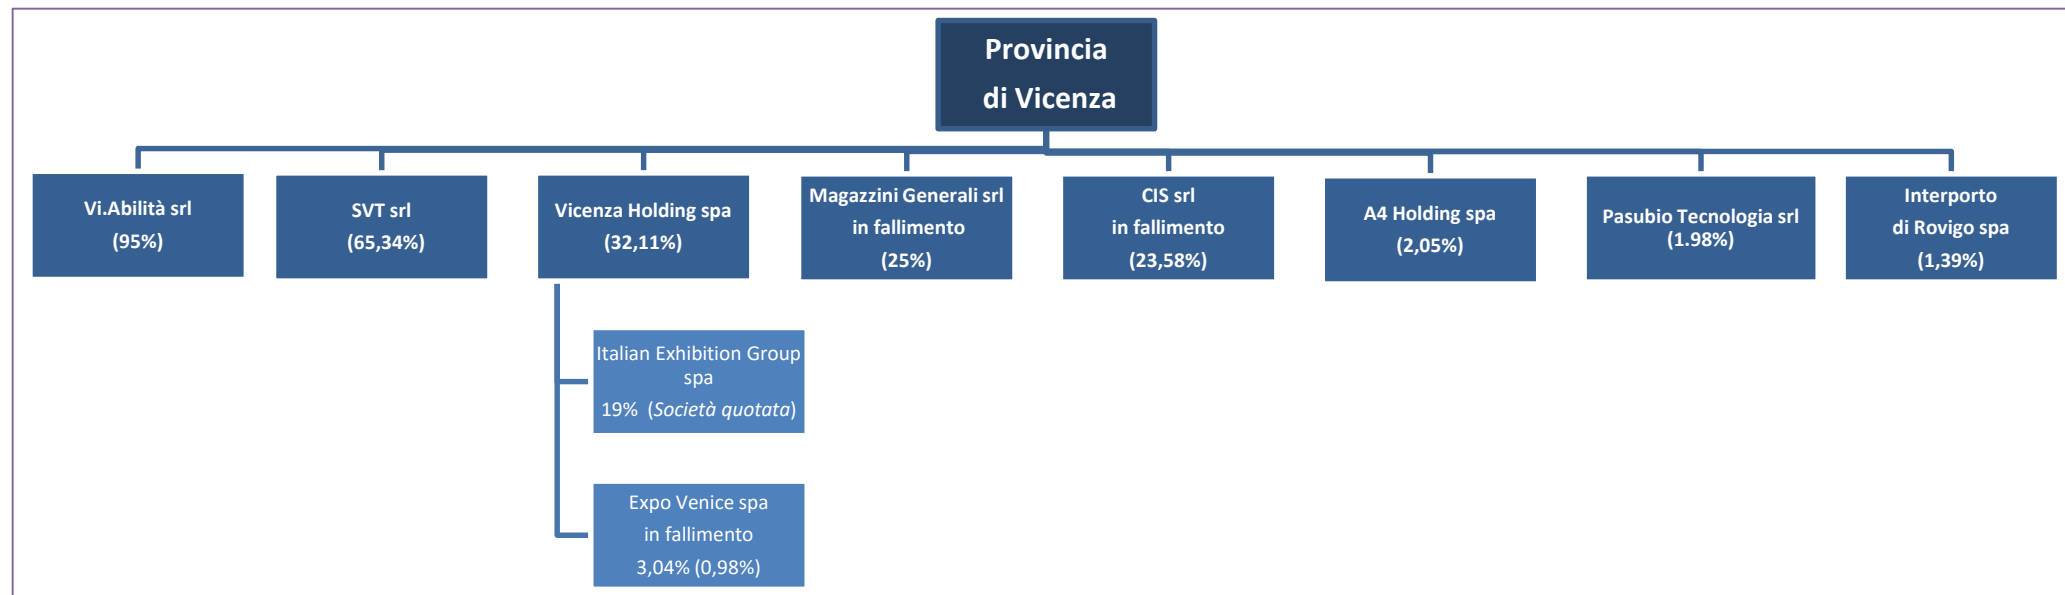 Provincia
di Vicenza
Vi.Abilità srl
(95%)
SVT srl
(65,34%)
Vicenza Holding spa
(32,11%)
Magazzini Generali srl
in fallimento
(25%)
CIS srl
in fallimento
(23,58%)
A4 Holding spa
(2,05%)
Pasubio Tecnologia srl
(1.98%)
Interporto
di Rovigo spa
(1,39%)
Italian Exhibition Group
spa
19% (Società quotata)
Expo Venice spa
in fallimento
3,04% (0,98%)